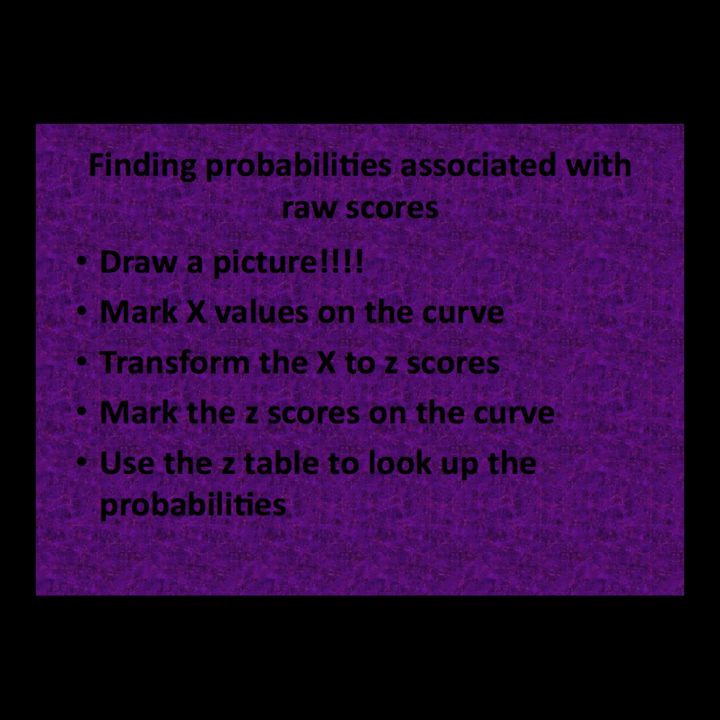 Finding probabilities associated with
raw scores
• Draw a picture!!!!
• Mark X values on the curve
• Transform the X to z scores
• Mark the z scores on the curve
• Use the z table to look up the
probabilities